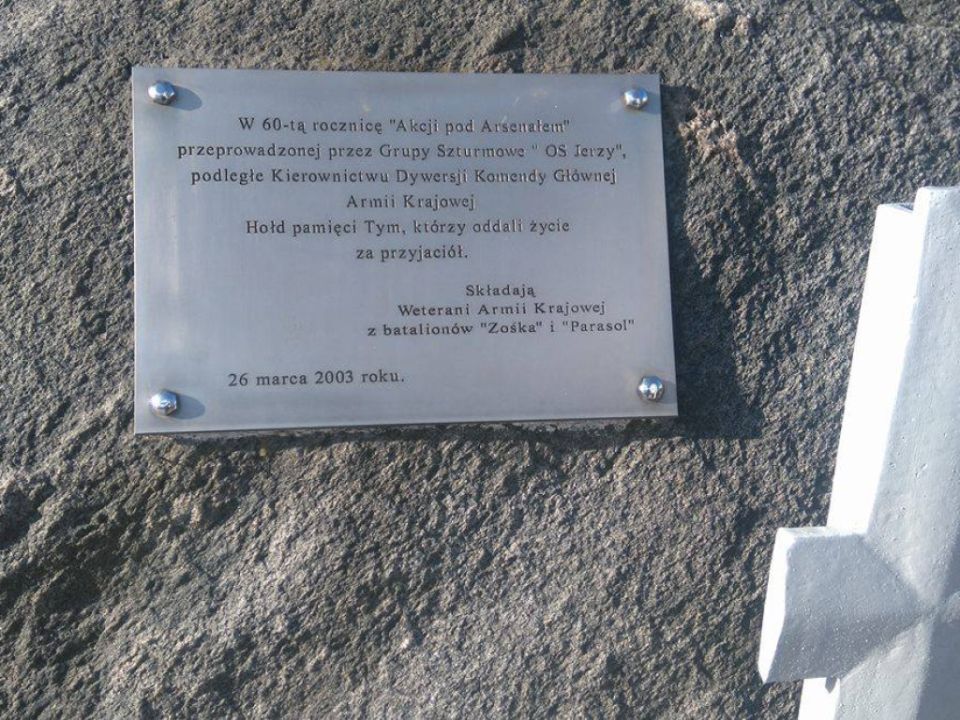 W 60-tą rocznicę "Akcji pod Arsenałem"
przeprowadzonej przez Grupy Szturmowe " OS Jerzy",
podległe Kierownictwu Dywersji Komendy Głównej
Armii Krajowej
Hołd pamięci Tym, którzy oddali życie
za przyjaciół.
Składają
Weterani Armii Krajowej
z batalionów "Zośka" i "Parasol"
26 marca 2003 roku.